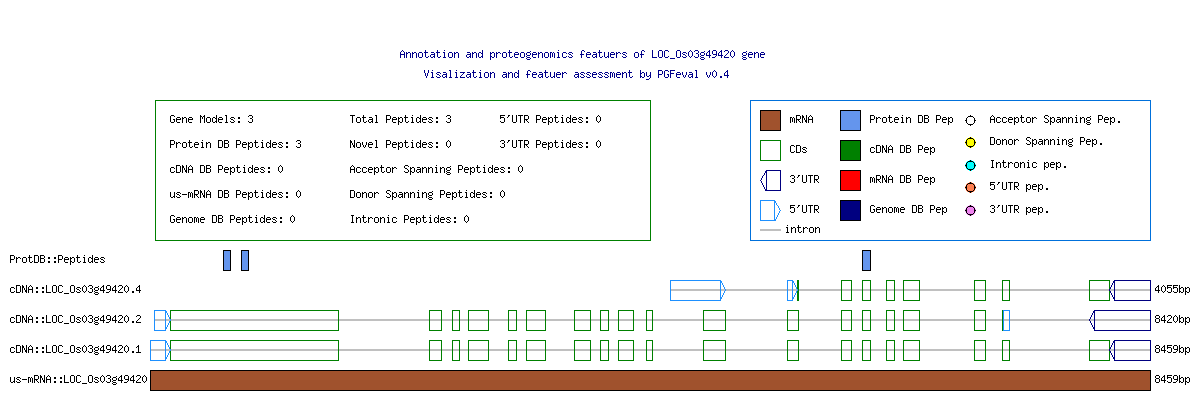 Annotation and proteogenomics featuers of LOC_Os03g49420 gene
Visalization and featuer assessment by PGFeval v0.4
Gene Models: 3 Total Peptides: 3 5'UTR Peptides: 0
Protein DB Peptides: 3 Novel Peptides: 0 3'UTR Peptides: 0
cDNA DB Peptides: 0 Acceptor Spanning Peptides: 0
us-mRNA DB Peptides: 0 Donor Spanning Peptides: 0
Genome DB Peptides: 0 Intronic Peptides: 0
mRNA Protein DB Pep Acceptor Spanning Pep.
CDs cDNA DB Pep Donor Spanning Pep.
3'UTR mRNA DB Pep Intronic pep.
5'UTR Genome DB Pep 5'UTR pep.
intron 3'UTR pep.
ProtDB::Peptides
cDNA::LOC_Os03g49420.4 4055bp
cDNA::LOC_Os03g49420.2 8420bp
cDNA::LOC_Os03g49420.1 8459bp
us-mRNA::LOC_Os03g49420 8459bp